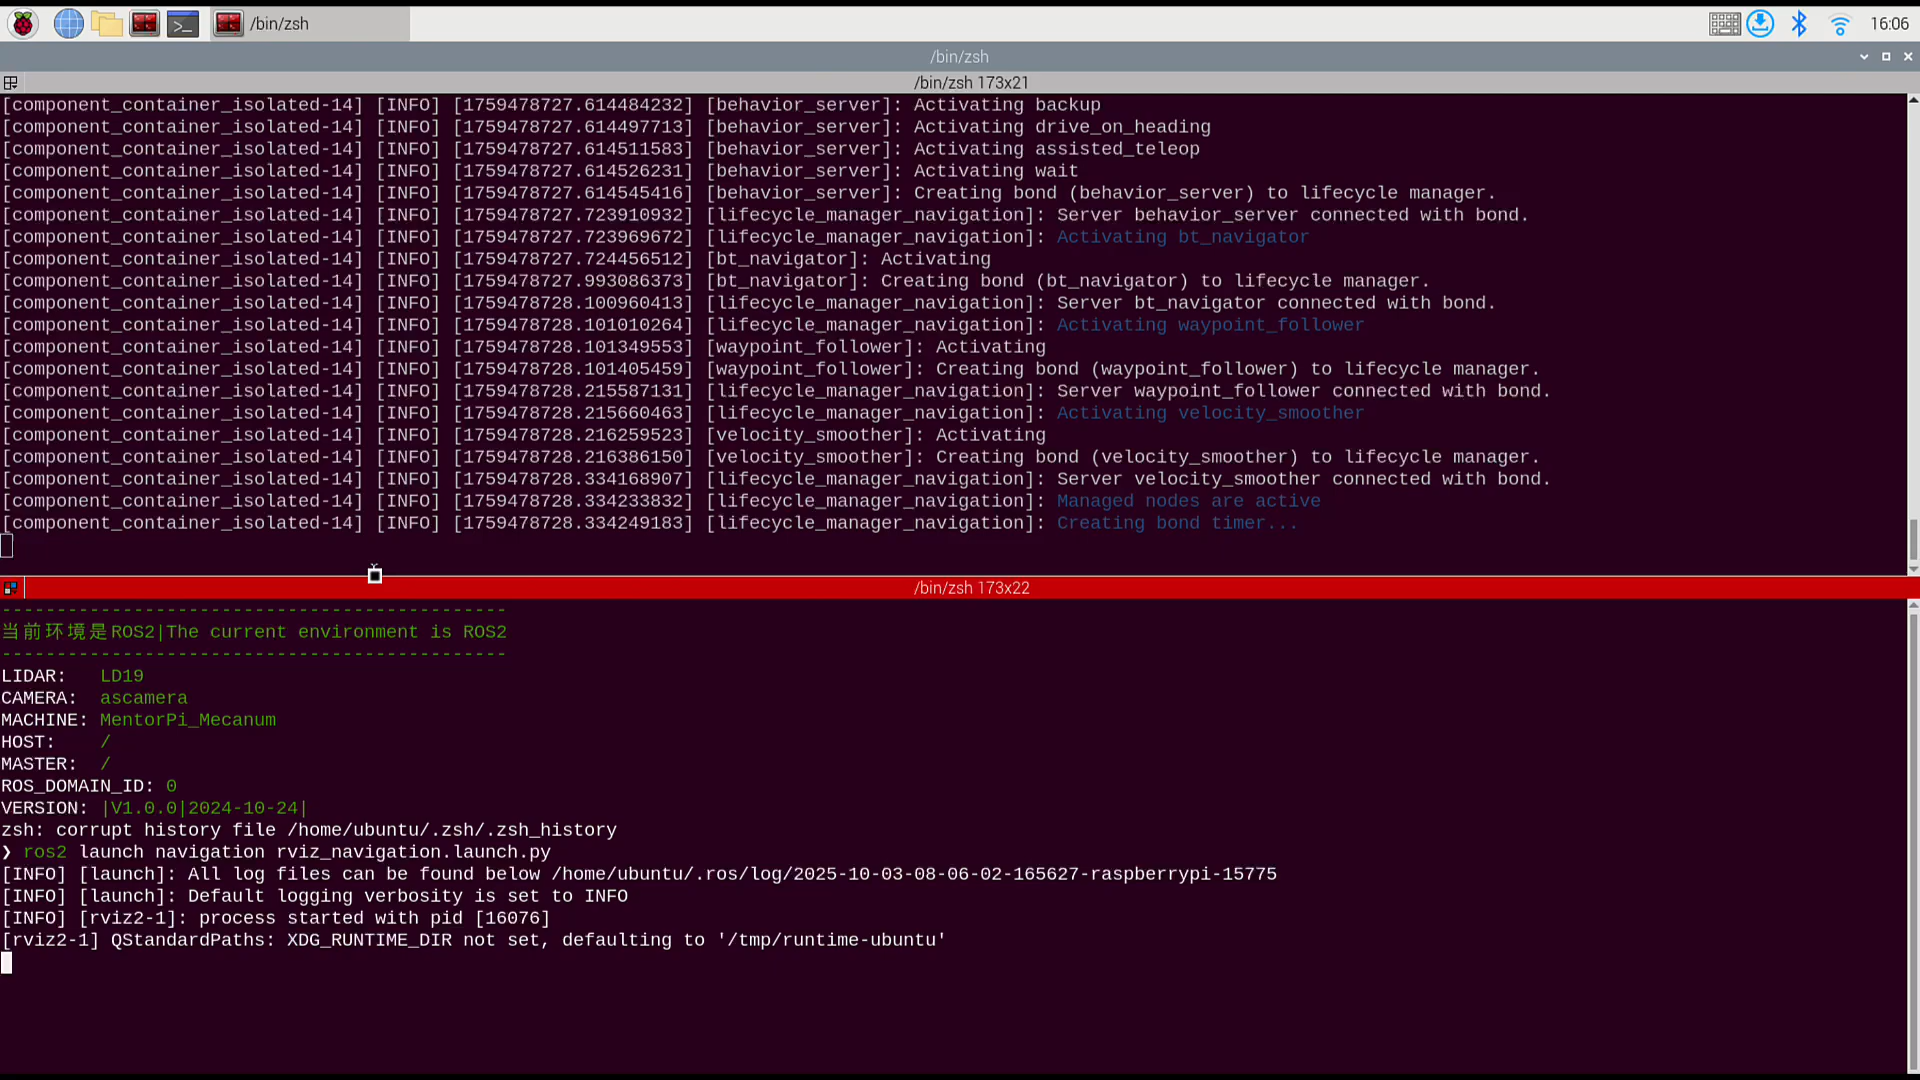 /bin/zsh
16:06
/bin/zsh
/bin/zsh 173x21
[component_container_isolated-14] [INFO] [1759478727.614484232] [behavior_server]: Activating backup
[component_container_isolated-14] [INFO] [1759478727.614497713] [behavior_server]: Activating drive_on_heading
[component_container_isolated-14] [INFO] [1759478727.614511583] [behavior_server]: Activating assisted_teleop
[component_container_isolated-14] [INFO] [1759478727.614526231] [behavior_server]: Activating wait
[component_container_isolated-14] [INFO] [1759478727.614545416] [behavior_server]: Creating bond (behavior_server) to lifecycle manager.
[component_container_isolated-14] [INFO] [1759478727.723910932] [lifecycle_manager_navigation]: Server behavior_server connected with bond.
[component_container_isolated-14] [INFO] [1759478727.723969672] [lifecycle_manager_navigation]: Activating bt_navigator
[component_container_isolated-14] [INFO] [1759478727.724456512] [bt_navigator]: Activating
[component_container_isolated-14] [INFO] [1759478727.993086373] [bt_navigator]: Creating bond (bt_navigator) to lifecycle manager.
[component_container_isolated-14] [INFO] [1759478728.100960413] [lifecycle_manager_navigation]: Server bt_navigator connected with bond.
[component_container_isolated-14] [INFO] [1759478728.101010264] [lifecycle_manager_navigation]: Activating waypoint_follower
[component_container_isolated-14] [INFO] [1759478728.101349553] [waypoint_follower]: Activating
[component_container_isolated-14] [INFO] [1759478728.101405459] [waypoint_follower]: Creating bond (waypoint_follower) to lifecycle manager.
[component_container_isolated-14] [INFO] [1759478728.215587131] [lifecycle_manager_navigation]: Server waypoint_follower connected with bond.
[component_container_isolated-14] [INFO] [1759478728.215660463] [lifecycle_manager_navigation]: Activating velocity_smoother
[component_container_isolated-14] [INFO] [1759478728.216259523] [velocity_smoother]: Activating
[component_container_isolated-14] [INFO] [1759478728.216386150] [velocity_smoother]: Creating bond (velocity_smoother) to lifecycle manager.
[component_container_isolated-14] [INFO] [1759478728.334168907] [lifecycle_manager_navigation]: Server velocity_smoother connected with bond.
[component_container_isolated-14] [INFO] [1759478728.334233832] [lifecycle_manager_navigation]: Managed nodes are active
[component_container_isolated-14] [INFO] [1759478728.334249183] [lifecycle_manager_navigation]: Creating bond timer...
/bin/zsh 173x22
----------------------------------------------
当前环境是ROS2|The current environment is ROS2
----------------------------------------------
LIDAR: LD19
CAMERA: ascamera
MACHINE: MentorPi_Mecanum
HOST: /
MASTER: /
ROS_DOMAIN_ID: 0
VERSION: |V1.0.0|2024-10-24|
zsh: corrupt history file /home/ubuntu/.zsh/.zsh_history
❯ ros2 launch navigation rviz_navigation.launch.py
[INFO] [launch]: All log files can be found below /home/ubuntu/.ros/log/2025-10-03-08-06-02-165627-raspberrypi-15775
[INFO] [launch]: Default logging verbosity is set to INFO
[INFO] [rviz2-1]: process started with pid [16076]
[rviz2-1] QStandardPaths: XDG_RUNTIME_DIR not set, defaulting to '/tmp/runtime-ubuntu'